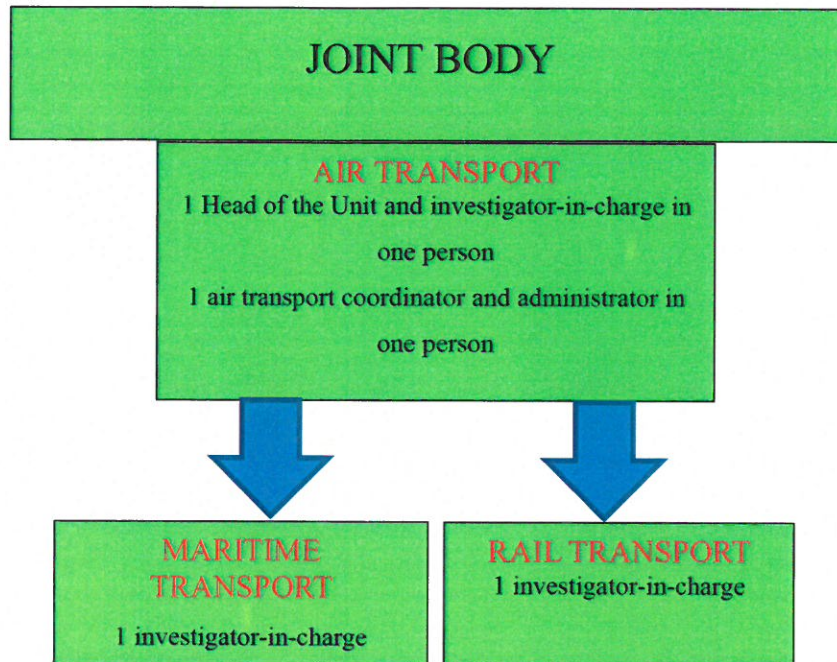 JOINT BODY
AIR TRANSPORT
1 Head of the Unit and investigator-in-charge in
one person
1 air transport coordinator and administrator in
one person
MARITIME
TRANSPORT
1 investigator-in-charge
RAIL TRANSPORT
1 investigator-in-charge